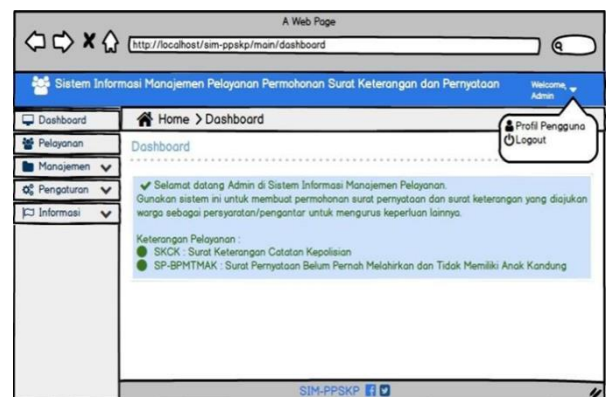 A Web Page
http://localhost/sim-ppskp/main/dashboard
Sistem Informasi Manajemen Pelayanan Permohonan Surat Keterangan dan Pernyataan
Welcome,
Admin
Profil Pengguna
Logout
Dashboard
Pelayanan
Manajemen
Pengaturan
Informasi
Home > Dashboard
Dashboard
Selamat datang Admin di Sistem Informasi Manajemen Pelayanan.
Gunakan sistem ini untuk membuat permohonan surat pernyataan dan surat keterangan yang diajukan
warga sebagai persyaratan/pengantar untuk mengurus keperluan lainnya.
Keterangan Pelayanan :
SKCK : Surat Keterangan Catatan Kepolisian
SP-BPMTMAK : Surat Pernyataan Belum Pernah Melahirkan dan Tidak Memiliki Anak Kandung
SIM-PPSKP